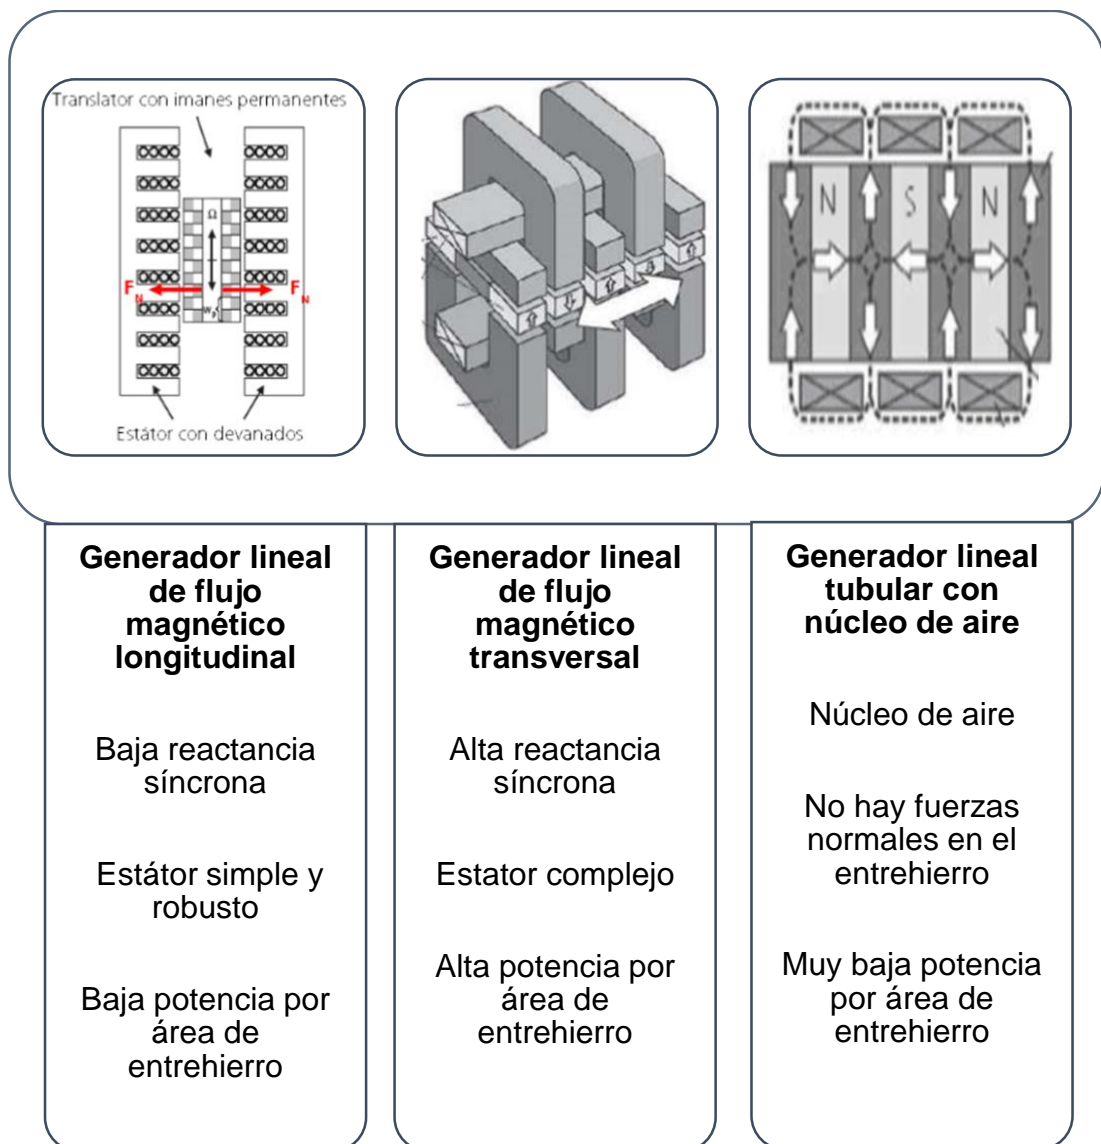 Translator con imanes permanentes
Ω
F_N
F_N
Estátor con devanados
N
S
N
Generador lineal
de flujo
magnético
longitudinal
Baja reactancia
síncrona
Estátor simple y
robusto
Baja potencia por
área de
entrehierro
Generador lineal
de flujo
magnético
transversal
Alta reactancia
síncrona
Estator complejo
Alta potencia por
área de
entrehierro
Generador lineal
tubular con
núcleo de aire
Núcleo de aire
No hay fuerzas
normales en el
entrehierro
Muy baja potencia
por área de
entrehierro